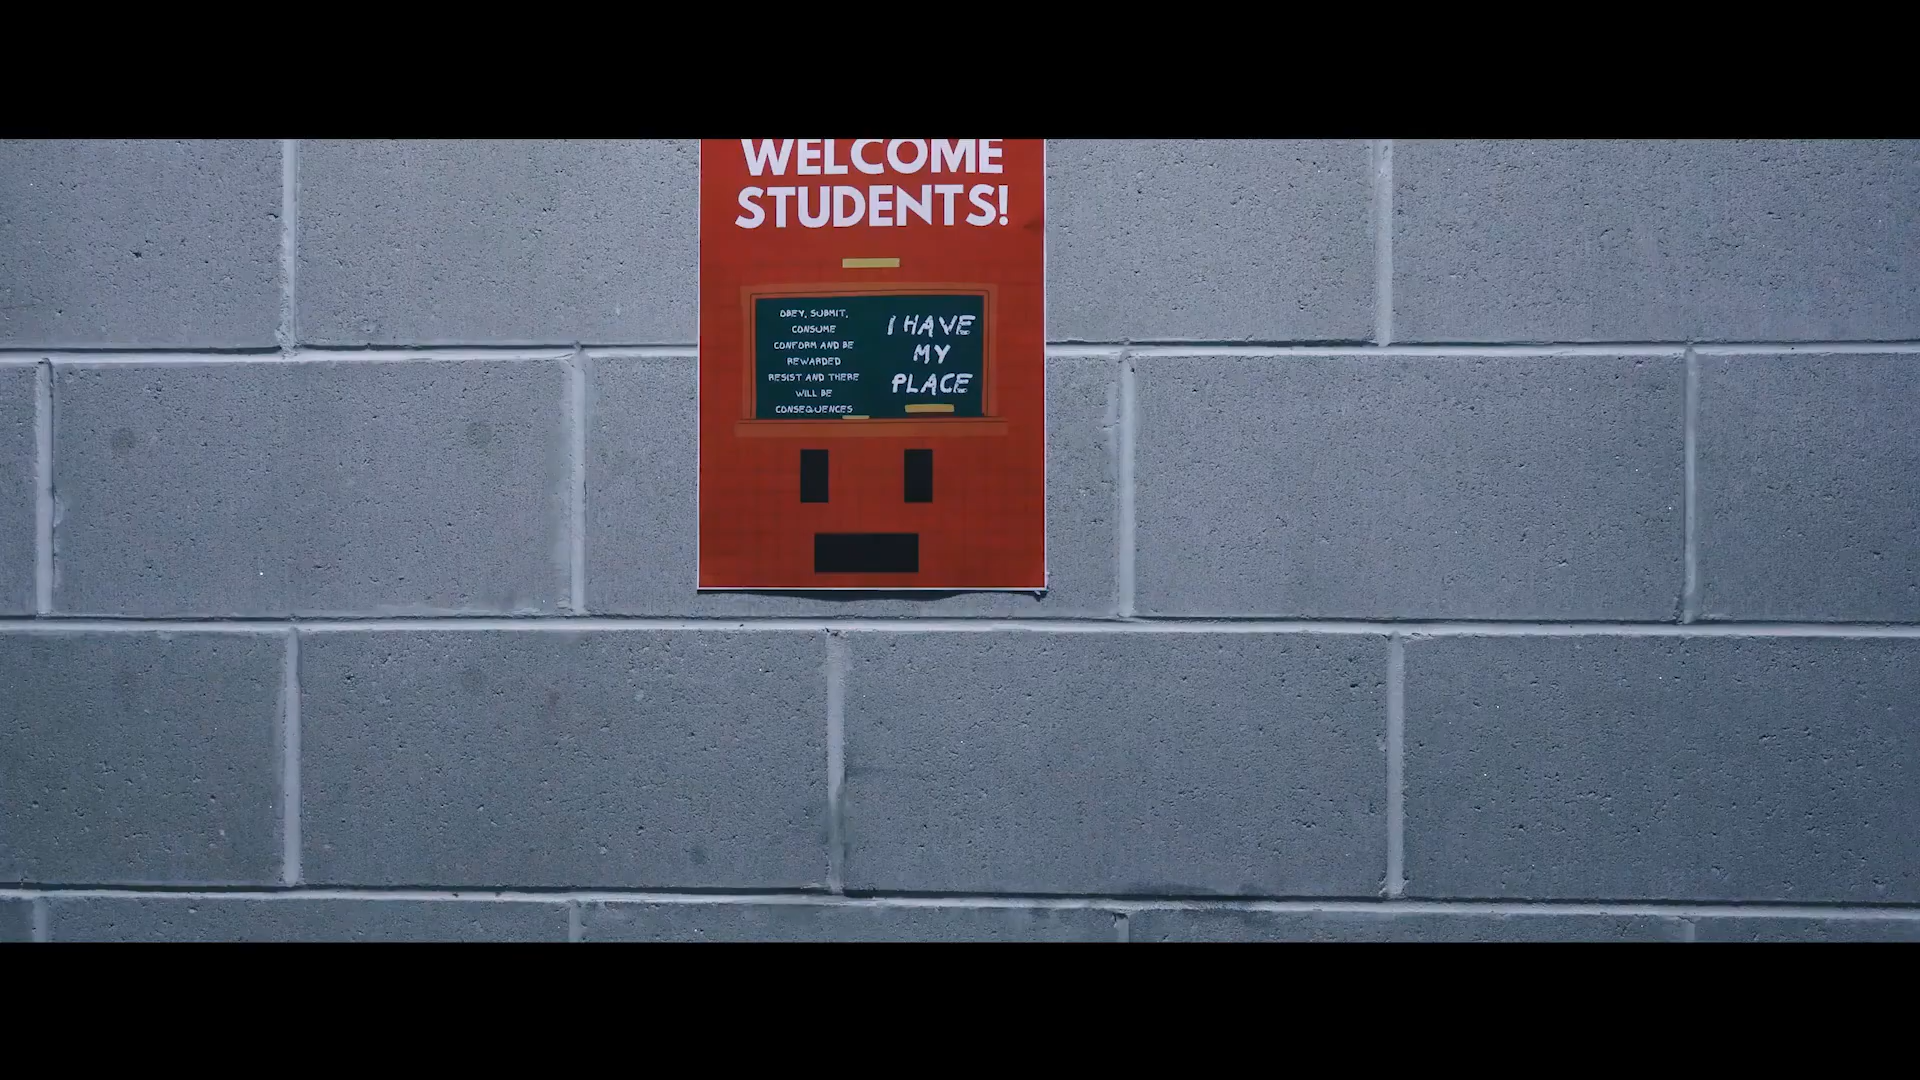 WELCOME
STUDENTS!
OBEY, SUBMIT,
CONSUME
CONFORM AND BE
REWARDED
RESIST AND THERE
WILL BE
CONSEQUENCES
I HAVE
MY
PLACE